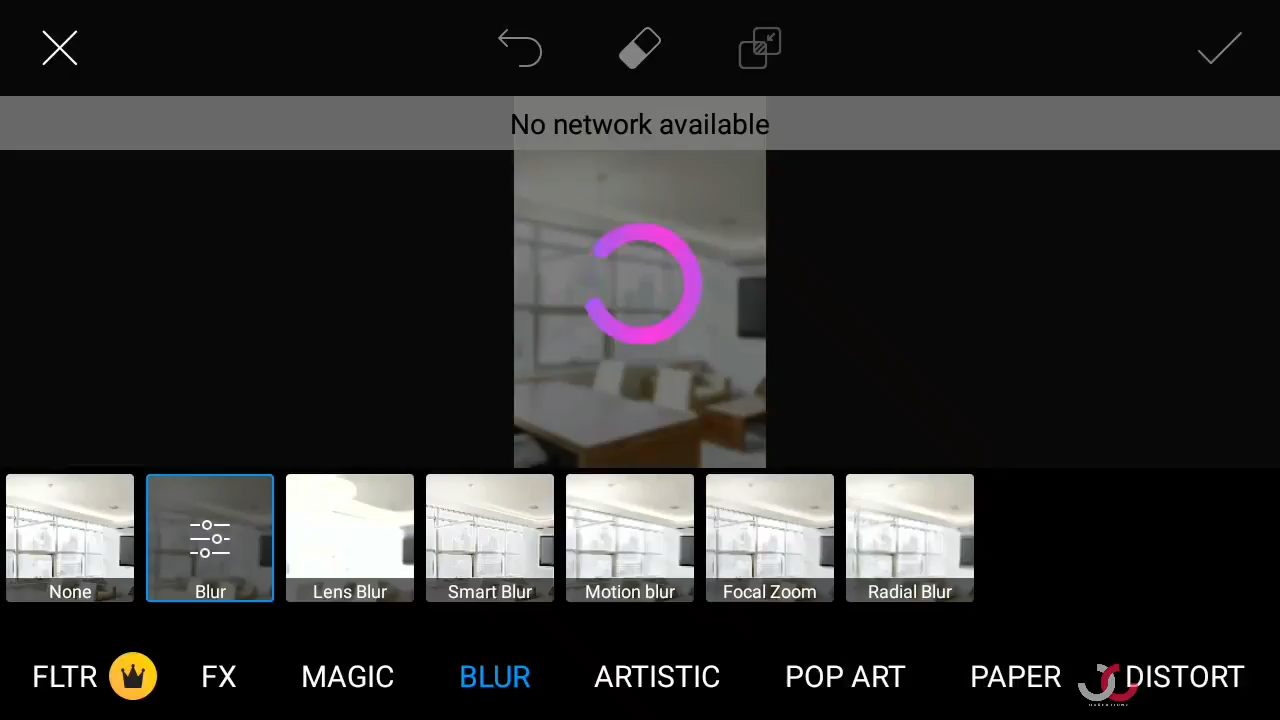 No network available
None
Blur
Lens Blur
Smart Blur
Motion blur
Focal Zoom
Radial Blur
FLTR
FX
MAGIC
BLUR
ARTISTIC
POP ART
PAPER
DISTORT